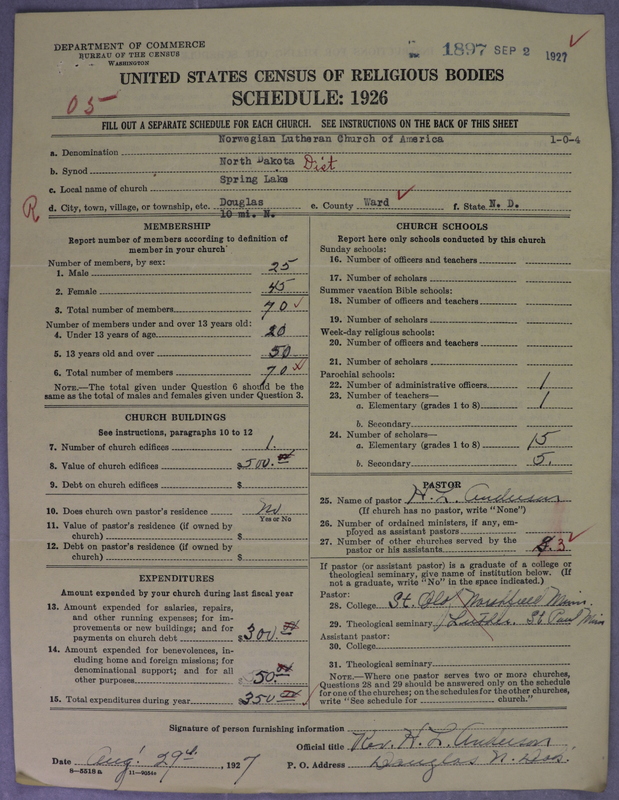 DEPARTMENT OF COMMERCE
BUREAU OF THE CENSUS
WASHINGTON
1897 SEP 2 1927
UNITED STATES CENSUS OF RELIGIOUS BODIES
SCHEDULE: 1926
05
FILL OUT A SEPARATE SCHEDULE FOR EACH CHURCH. SEE INSTRUCTIONS ON THE BACK OF THIS SHEET
a. Denomination Norwegian Lutheran Church of America 1-0-4
b. Synod North Dakota Dist
c. Local name of church Spring Lake
R d. City, town, village, or township, etc. Douglas 10 mi. N. e. County Ward f. State N. D.
MEMBERSHIP
Report number of members according to definition of
member in your church
Number of members, by sex:
1. Male 25
2. Female 45
3. Total number of members 70
Number of members under and over 13 years old:
4. Under 13 years of age 20
5. 13 years old and over 50
6. Total number of members 70
NOTE.—The total given under Question 6 should be the
same as the total of males and females given under Question 3.
CHURCH BUILDINGS
See instructions, paragraphs 10 to 12
7. Number of church edifices 1.
8. Value of church edifices $500.00
9. Debt on church edifices $
10. Does church own pastor's residence? No
Yes or No
11. Value of pastor's residence (if owned by
church) $
12. Debt on pastor's residence (if owned by
church) $
EXPENDITURES
Amount expended by your church during last fiscal year
13. Amount expended for salaries, repairs,
and other running expenses; for im-
provements or new buildings; and for
payments on church debt $300.00
14. Amount expended for benevolences, in-
cluding home and foreign missions; for
denominational support; and for all
other purposes 50.00
15. Total expenditures during year $350.00
CHURCH SCHOOLS
Report here only schools conducted by this church
Sunday schools:
16. Number of officers and teachers
17. Number of scholars
Summer vacation Bible schools:
18. Number of officers and teachers
19. Number of scholars
Week-day religious schools:
20. Number of officers and teachers
21. Number of scholars
Parochial schools:
22. Number of administrative officers 1
23. Number of teachers—
a. Elementary (grades 1 to 8) 1
b. Secondary
24. Number of scholars—
a. Elementary (grades 1 to 8) 15
b. Secondary 5.
PASTOR
25. Name of pastor H. L. Anderson
(If church has no pastor, write "None")
26. Number of ordained ministers, if any, em-
ployed as assistant pastors
27. Number of other churches served by the
pastor or his assistants 3
If pastor (or assistant pastor) is a graduate of a college or
theological seminary, give name of institution below. (If
not a graduate, write "No" in the space indicated.)
Pastor:
28. College St. Olaf Northfield Minn.
29. Theological seminary Luther St Paul Minn
Assistant pastor:
30. College
31. Theological seminary
NOTE.—Where one pastor serves two or more churches,
Questions 28 and 29 should be answered only on the schedule
for one of the churches; on the schedules for the other churches,
write "See schedule for church."
Signature of person furnishing information
Official title Rev. H. L. Anderson
Date Aug. 29th, 1927 P. O. Address Douglas N. Dak.
8—5518 a 11—9054a